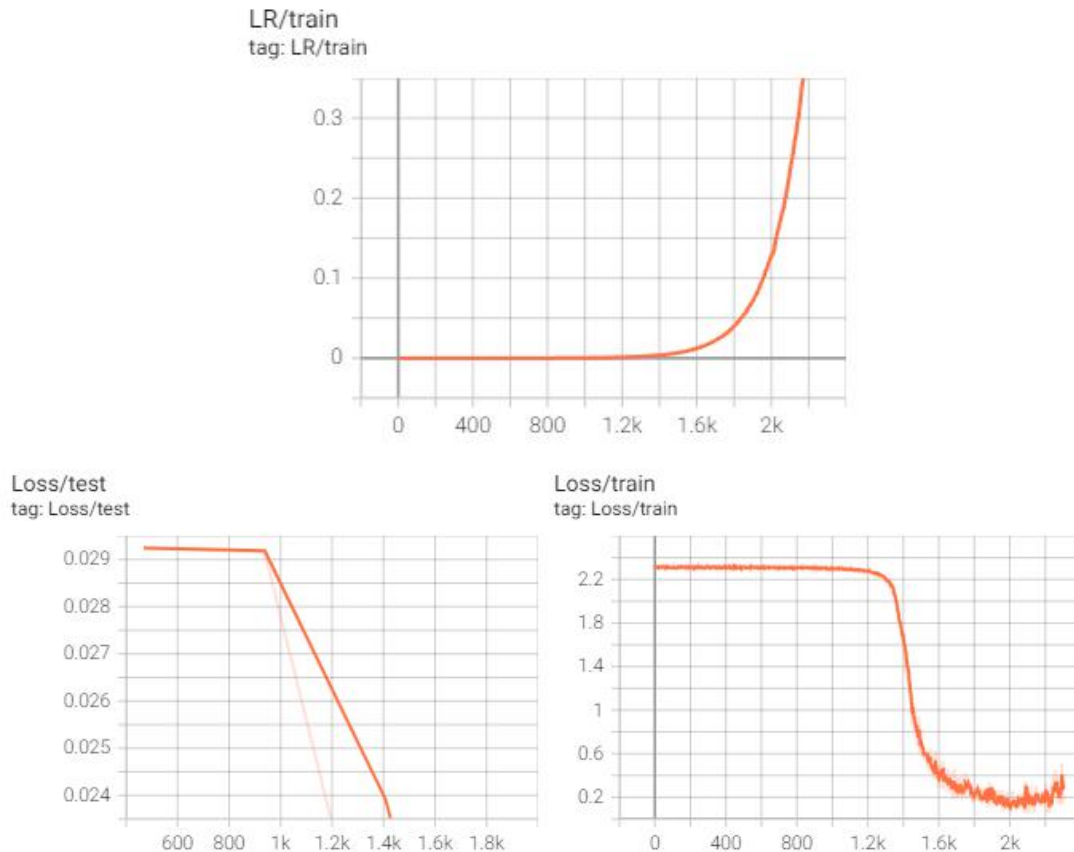 LR/train
tag: LR/train
0.3
0.2
0.1
0
0 400 800 1.2k 1.6k 2k
Loss/test
tag: Loss/test
0.029
0.028
0.027
0.026
0.025
0.024
600 800 1k 1.2k 1.4k 1.6k 1.8k
Loss/train
tag: Loss/train
2.2
1.8
1.4
1
0.6
0.2
0 400 800 1.2k 1.6k 2k